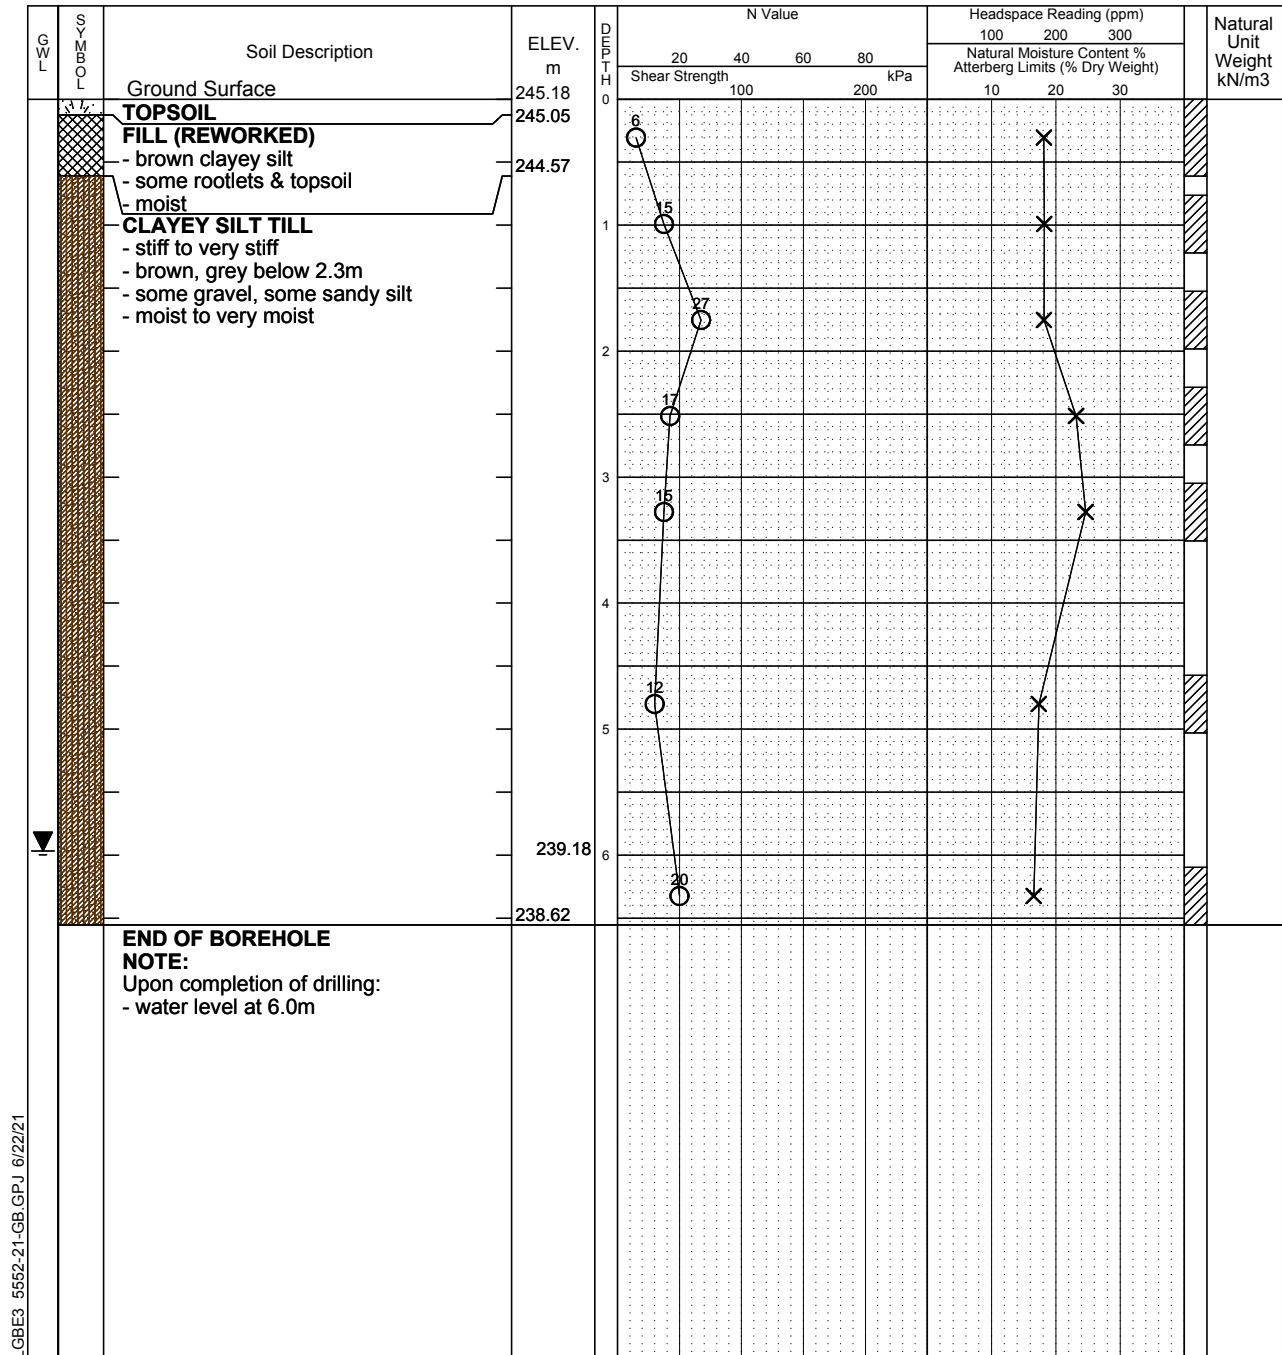 GWL
SYMBOL
Soil Description
Ground Surface
ELEV.
m
DEPTH
N Value
20 40 60 80
Shear Strength kPa
100 200
Headspace Reading (ppm)
100 200 300
Natural Moisture Content %
Atterberg Limits (% Dry Weight)
10 20 30
Natural
Unit
Weight
kN/m3
245.18
0
TOPSOIL
245.05
FILL (REWORKED)
- brown clayey silt
- some rootlets & topsoil
- moist
244.57
6
CLAYEY SILT TILL
- stiff to very stiff
- brown, grey below 2.3m
- some gravel, some sandy silt
- moist to very moist
15
1
27
2
17
3
15
4
12
5
239.18
6
20
238.62
END OF BOREHOLE
NOTE:
Upon completion of drilling:
- water level at 6.0m
LGBE3 5552-21-GB.GPJ 6/22/21